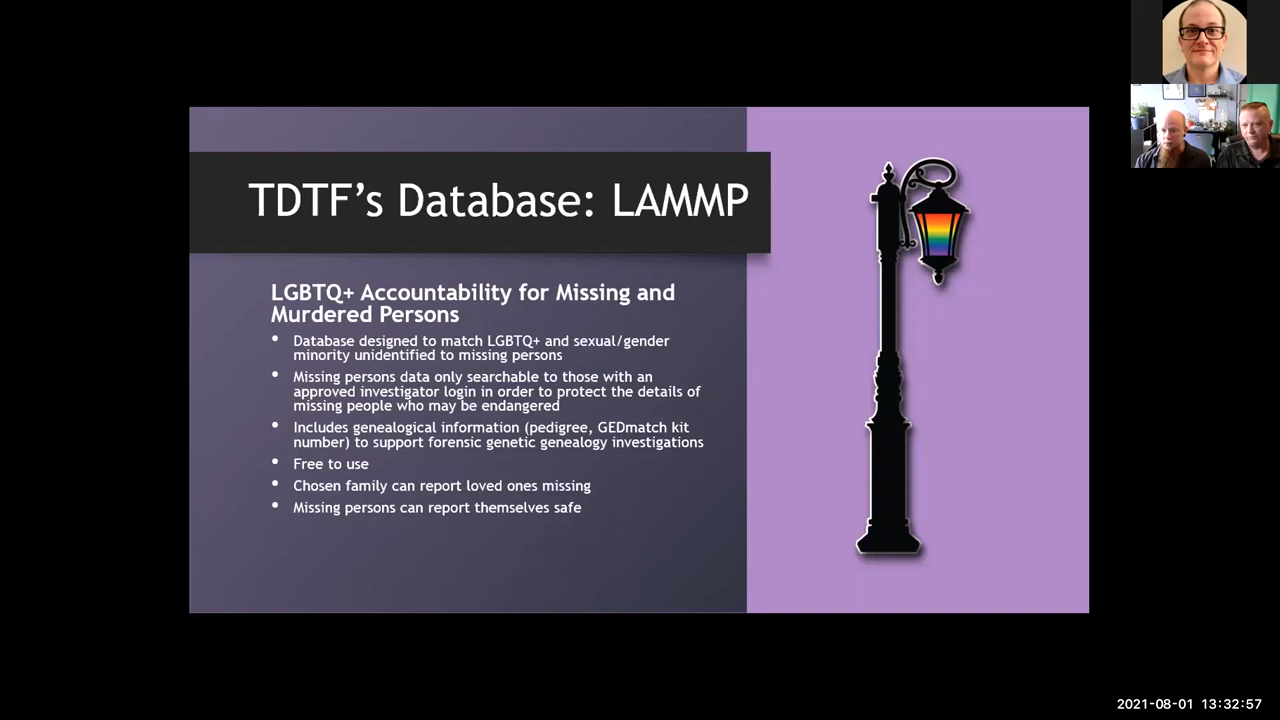 TDTF’s Database: LAMMP
LGBTQ+ Accountability for Missing and
Murdered Persons
• Database designed to match LGBTQ+ and sexual/gender
minority unidentified to missing persons
• Missing persons data only searchable to those with an
approved investigator login in order to protect the details of
missing people who may be endangered
• Includes genealogical information (pedigree, GEDmatch kit
number) to support forensic genetic genealogy investigations
• Free to use
• Chosen family can report loved ones missing
• Missing persons can report themselves safe
2021-08-01 13:32:57